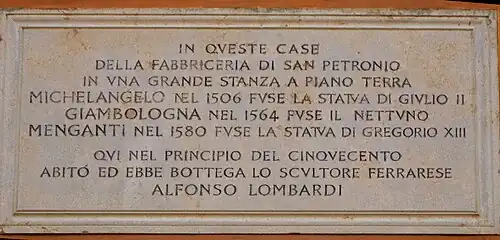 IN QVESTE CASE
DELLA FABBRICERIA DI SAN PETRONIO
IN VNA GRANDE STANZA A PIANO TERRA
MICHELANGELO NEL 1506 FVSE LA STATVA DI GIVLIO II
GIAMBOLOGNA NEL 1564 FVSE IL NETTVNO
MENGANTI NEL 1580 FVSE LA STATVA DI GREGORIO XIII
QVI NEL PRINCIPIO DEL CINQVECENTO
ABITÓ ED EBBE BOTTEGA LO SCVLTORE FERRARESE
ALFONSO LOMBARDI